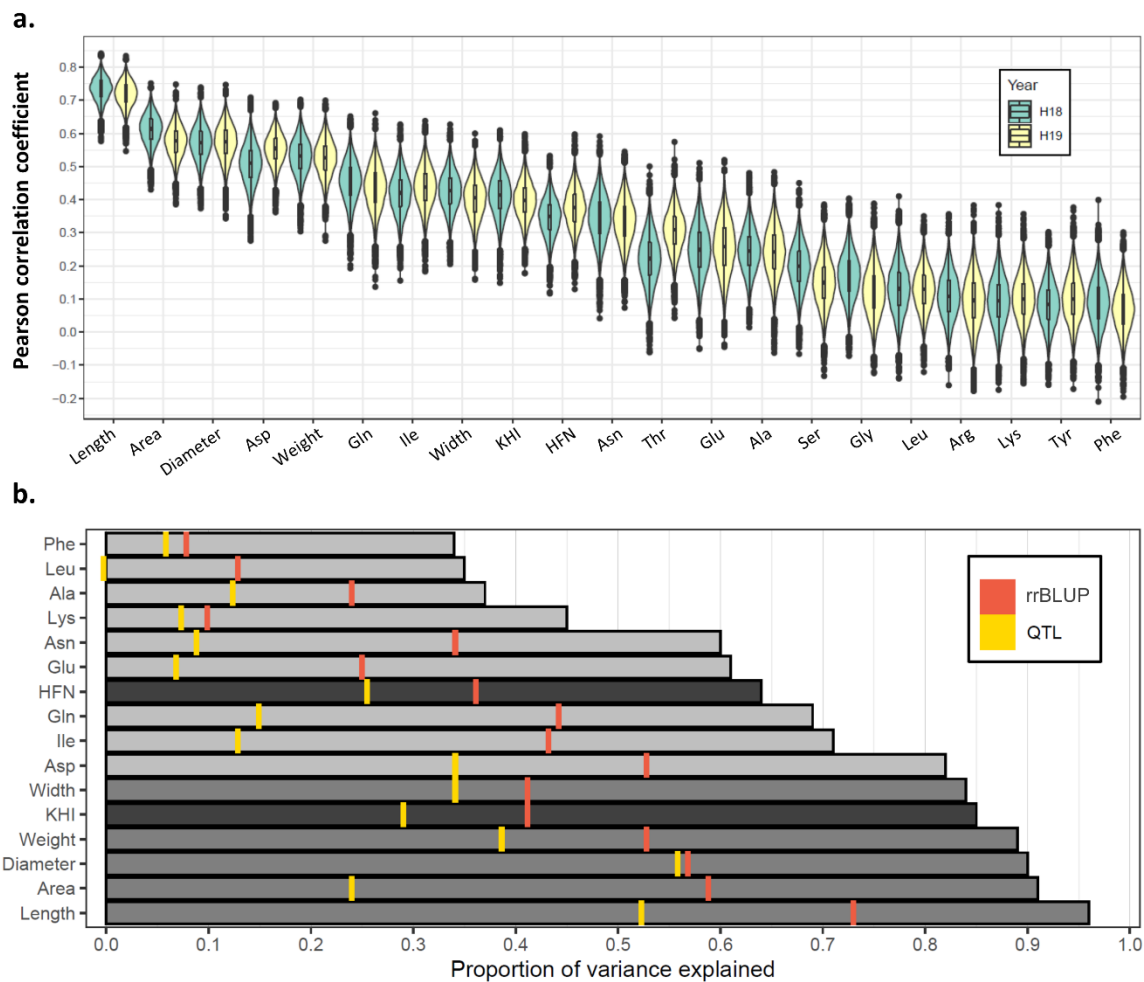 a.
Pearson correlation coefficient
0.8
0.7
0.6
0.5
0.4
0.3
0.2
0.1
0.0
−0.1
−0.2
Year
H18
H19
Length Area Diameter Asp Weight Gln Ile Width KHI HFN Asn Thr Glu Ala Ser Gly Leu Arg Lys Tyr Phe
b.
Phe
Leu
Ala
Lys
Asn
Glu
HFN
Gln
Ile
Asp
Width
KHI
Weight
Diameter
Area
Length
rrBLUP
QTL
0.0 0.1 0.2 0.3 0.4 0.5 0.6 0.7 0.8 0.9 1.0
Proportion of variance explained